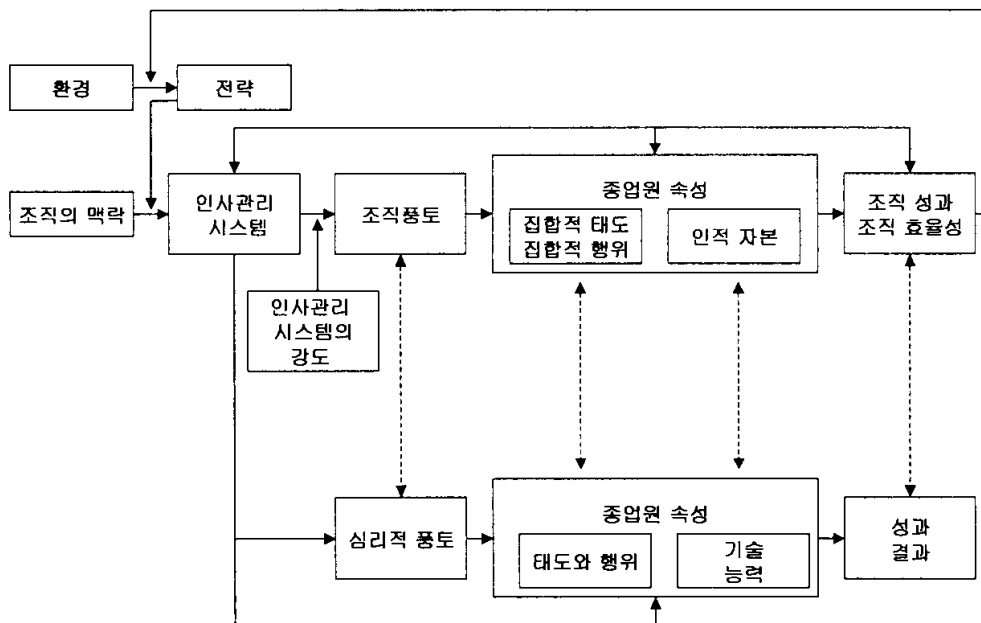 환경
전략
조직의 맥락
인사관리
시스템
조직풍토
종업원 속성
집합적 태도
집합적 행위
인적 자본
조직 성과
조직 효율성
인사관리
시스템의
강도
심리적 풍토
종업원 속성
태도와 행위
기술
능력
성과
결과